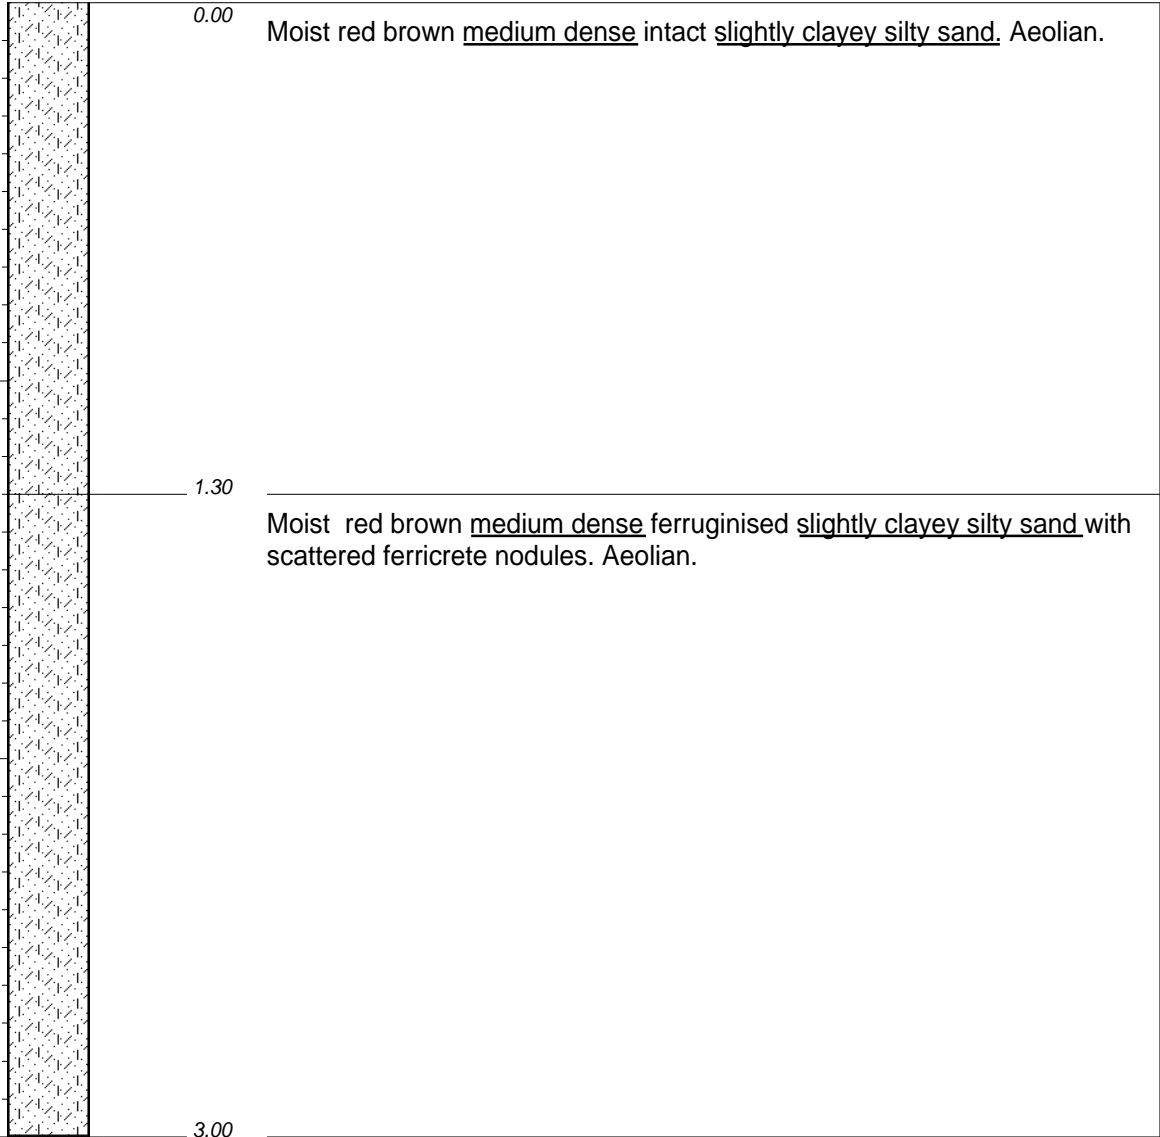 0.00
Moist red brown medium dense intact slightly clayey silty sand. Aeolian.
1.30
Moist  red brown medium dense ferruginised slightly clayey silty sand with
scattered ferricrete nodules. Aeolian.
3.00